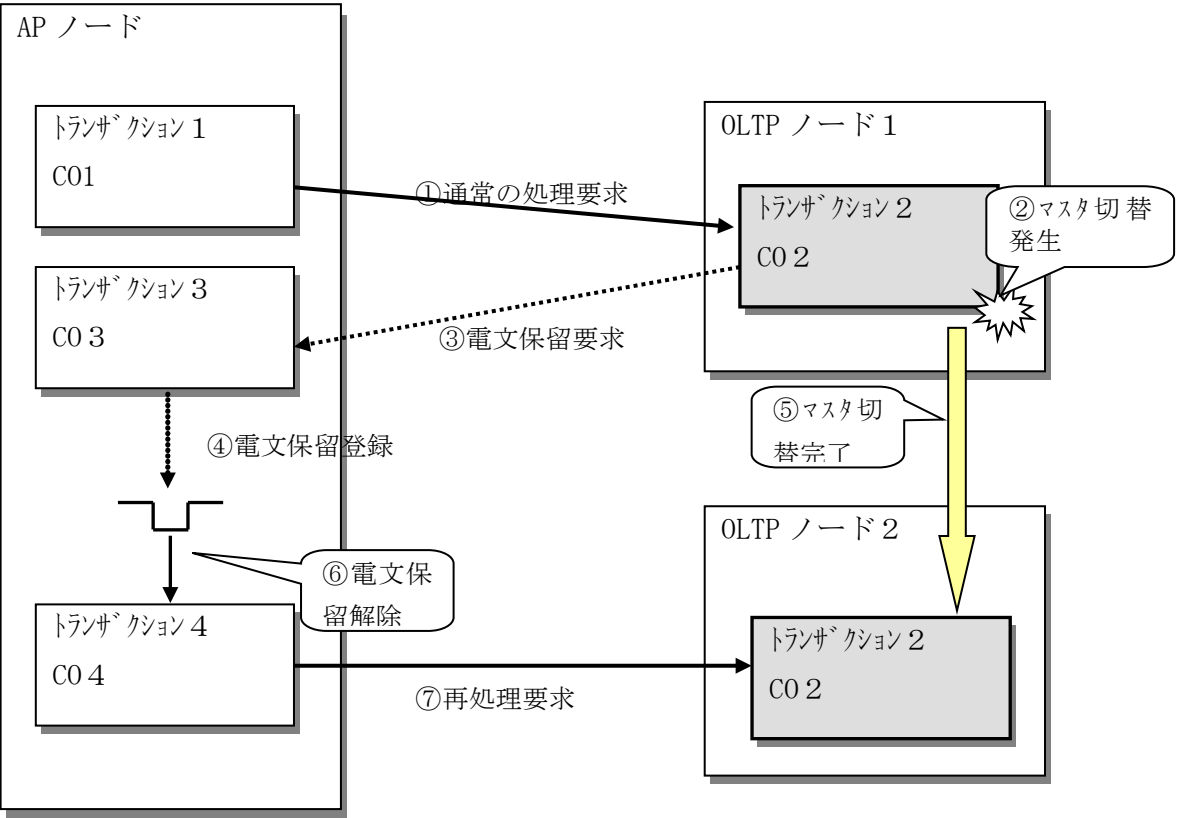 AP ノード
ﾄﾗﾝｻﾞｸｼｮﾝ 1
CO1
ﾄﾗﾝｻﾞｸｼｮﾝ 3
CO３
④電文保留登録
⑥電文保
留解除
ﾄﾗﾝｻﾞｸｼｮﾝ 4
CO４
①通常の処理要求
③電文保留要求
⑦再処理要求
OLTP ノード１
ﾄﾗﾝｻﾞｸｼｮﾝ 2
CO２
②ﾏｽﾀ切替
発生
⑤ﾏｽﾀ切
替完了
OLTP ノード２
ﾄﾗﾝｻﾞｸｼｮﾝ 2
CO２